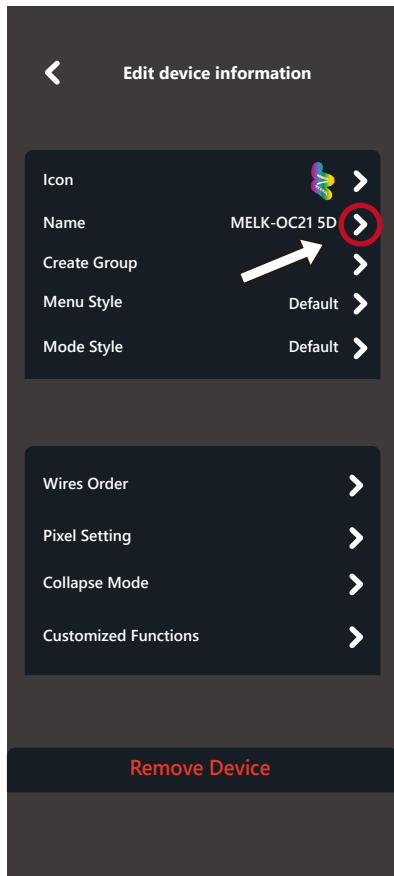 Edit device information
Icon
Name MELK-OC21 5D
Create Group
Menu Style Default
Mode Style Default
Wires Order
Pixel Setting
Collapse Mode
Customized Functions
Remove Device